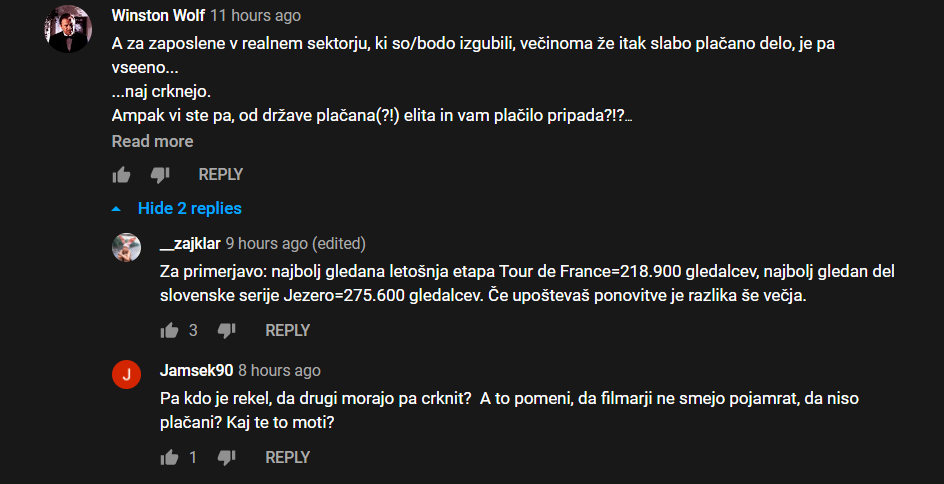 Winston Wolf 11 hours ago
A za zaposlene v realnem sektorju, ki so/bodo izgubili, večinoma že itak slabo plačano delo, je pa
vseeno...
...naj crknejo.
Ampak vi ste pa, od države plačana(?!) elita in vam plačilo pripada?!?...
Read more
REPLY
Hide 2 replies
__zajklar 9 hours ago (edited)
Za primerjavo: najbolj gledana letošnja etapa Tour de France=218.900 gledalcev, najbolj gledan del
slovenske serije Jezero=275.600 gledalcev. Če upoštevaš ponovitve je razlika še večja.
3 REPLY
J
Jamsek90 8 hours ago
Pa kdo je rekel, da drugi morajo pa crknit? A to pomeni, da filmarji ne smejo pojamrat, da niso
plačani? Kaj te to moti?
1 REPLY